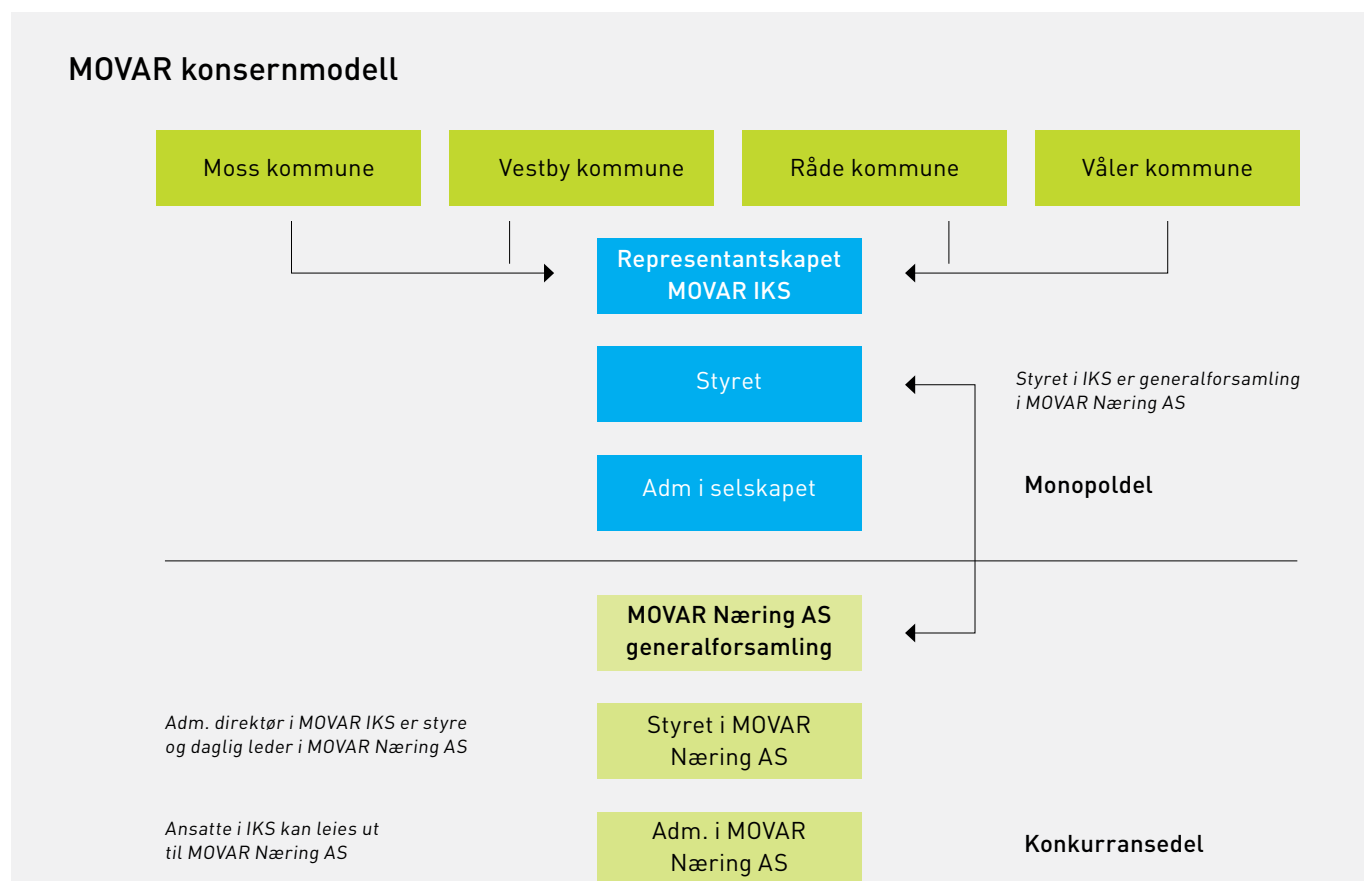 MOVAR konsernmodell
Moss kommune
Vestby kommune
Råde kommune
Våler kommune
Representantskapet
MOVAR IKS
Styret
Styret i IKS er generalforsamling
i MOVAR Næring AS
Adm i selskapet
Monopoldel
MOVAR Næring AS
generalforsamling
Adm. direktør i MOVAR IKS er styre
og daglig leder i MOVAR Næring AS
Styret i MOVAR
Næring AS
Ansatte i IKS kan leies ut
til MOVAR Næring AS
Adm. i MOVAR
Næring AS
Konkurransedel